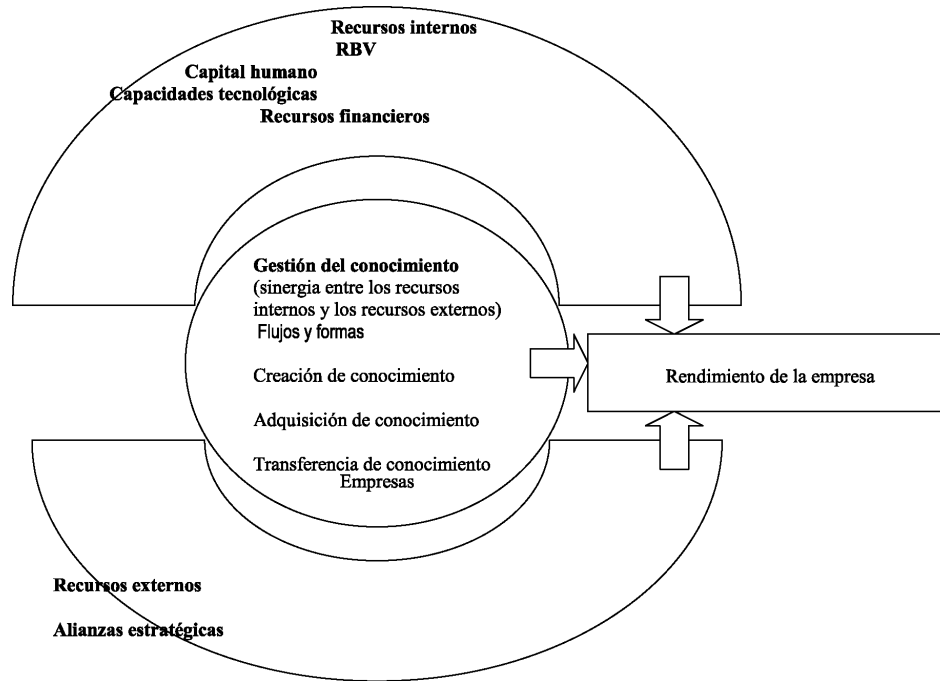 Recursos internos
RBV
Capital humano
Capacidades tecnológicas
Recursos financieros
Gestión del conocimiento
(sinergia entre los recursos
internos y los recursos externos)
Flujos y formas
Creación de conocimiento
Adquisición de conocimiento
Transferencia de conocimiento
Empresas
Rendimiento de la empresa
Recursos externos
Alianzas estratégicas